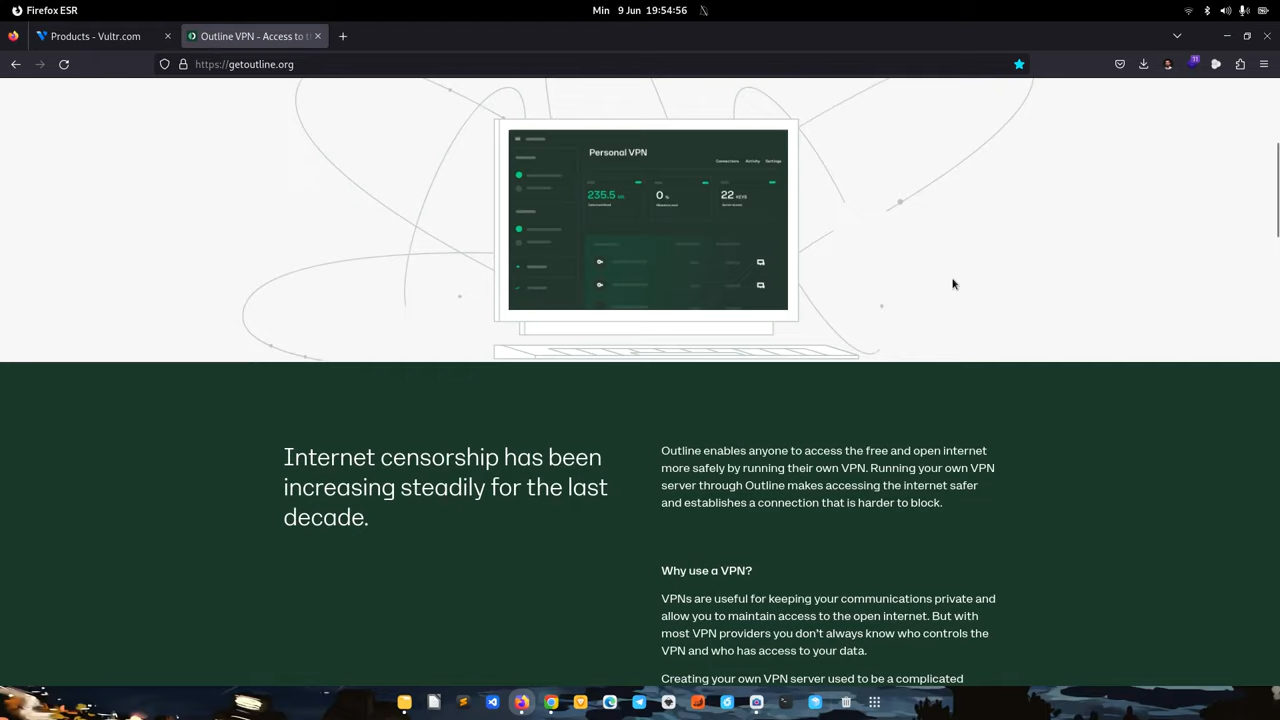 Firefox ESR
Min 9 Jun 19:54:56
Products - Vultr.com
Outline VPN - Access to t
https://getoutline.org
11
Personal VPN
Connections Activity Settings
235.5
0 %
22 KEYS
Internet censorship has been
increasing steadily for the last
decade.
Outline enables anyone to access the free and open internet
more safely by running their own VPN. Running your own VPN
server through Outline makes accessing the internet safer
and establishes a connection that is harder to block.
Why use a VPN?
VPNs are useful for keeping your communications private and
allow you to maintain access to the open internet. But with
most VPN providers you don't always know who controls the
VPN and who has access to your data.
Creating your own VPN server used to be a complicated